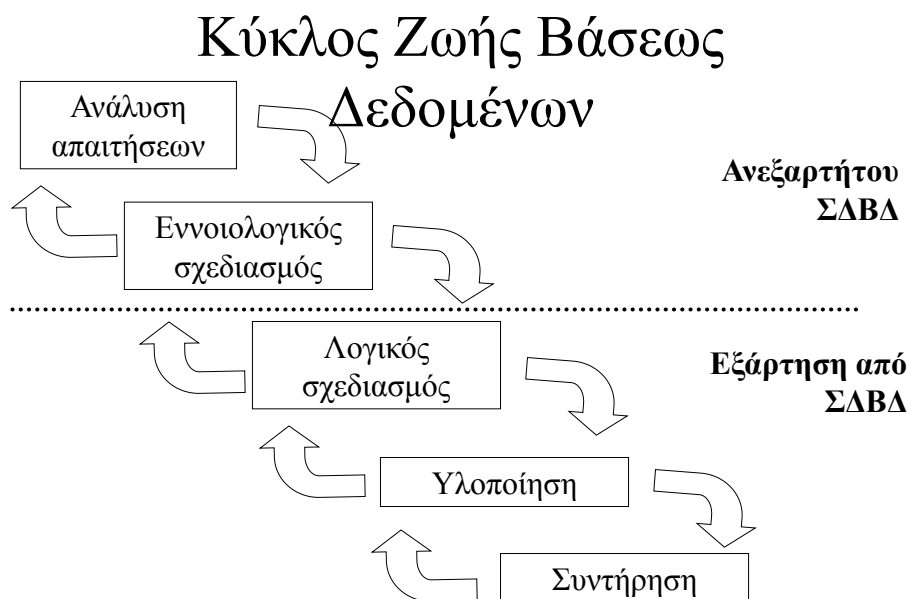 Κύκλος Ζωής Βάσεως
Δεδομένων
Ανάλυση
απαιτήσεων
Ανεξαρτήτου
ΣΔΒΔ
Εννοιολογικός
σχεδιασμός
Λογικός
σχεδιασμός
Εξάρτηση από
ΣΔΒΔ
Υλοποίηση
Συντήρηση